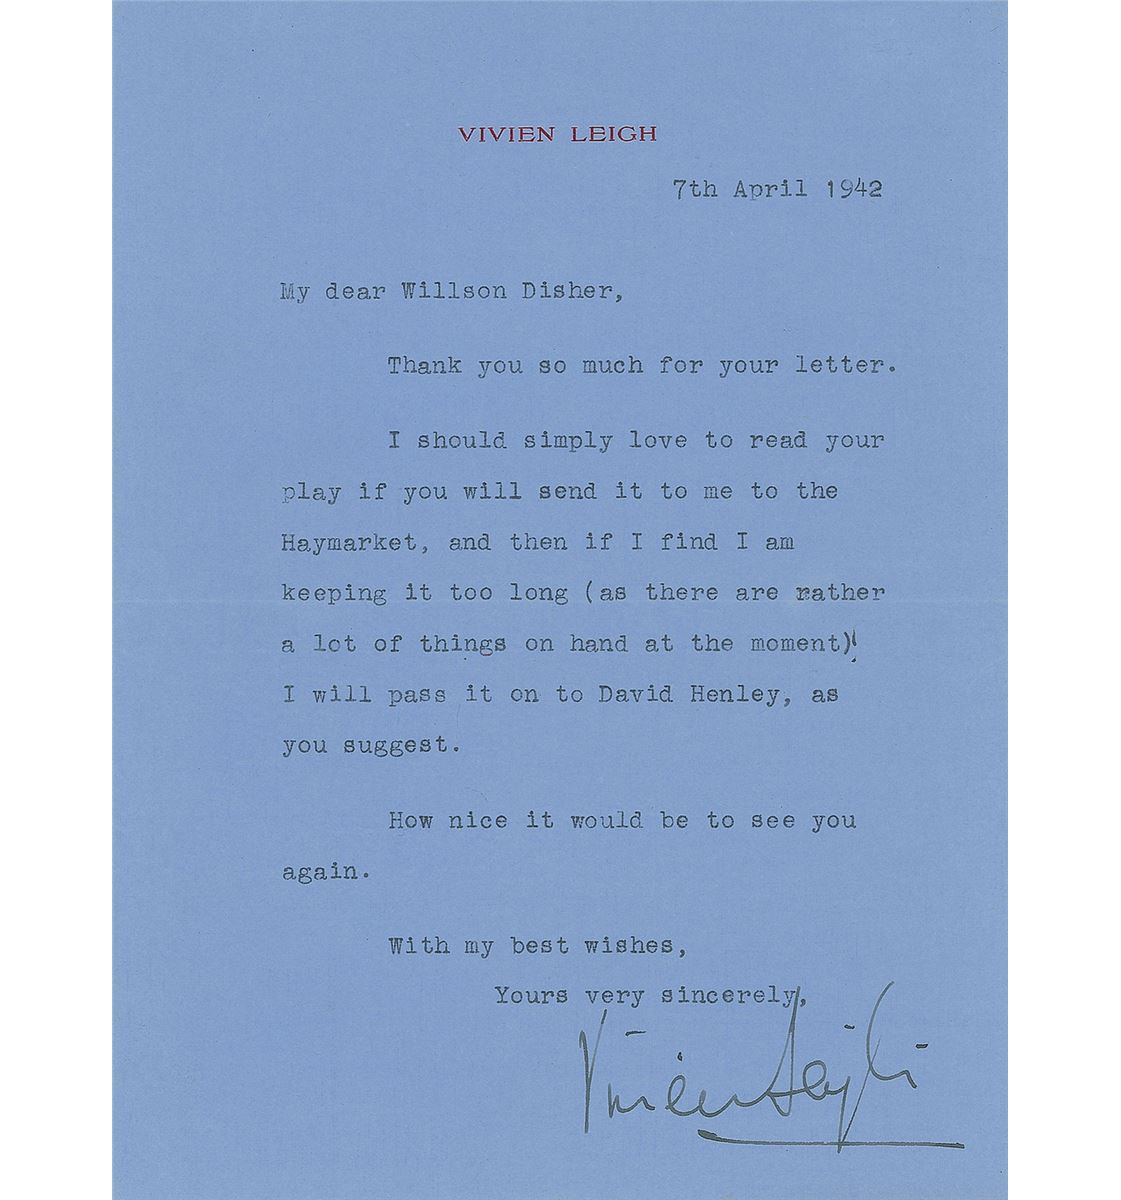 VIVIEN LEIGH
7th April 1942
My dear Willson Disher,
Thank you so much for your letter.
I should simply love to read your
play if you will send it to me to the
Haymarket, and then if I find I am
keeping it too long (as there are rather
a lot of things on hand at the moment)!
I will pass it on to David Henley, as
you suggest.
How nice it would be to see you
again.
With my best wishes,
Yours very sincerely,
Vivien Leigh